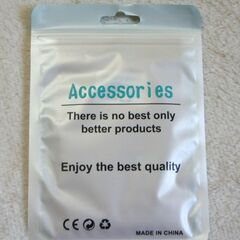 Accessories
There is no best only
better products
Enjoy the best quality
CE
MADE IN CHINA